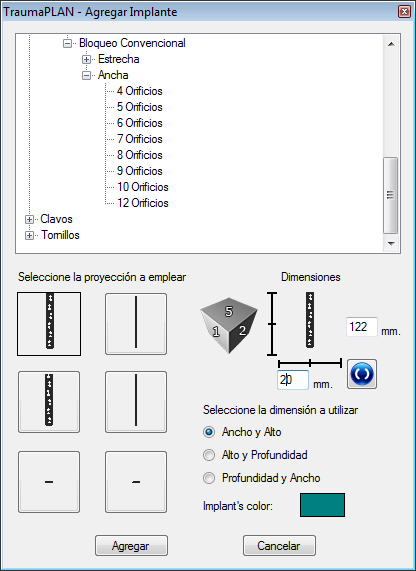 TraumaPLAN - Agregar Implante
Bloqueo Convencional
Estrecha
Ancha
4 Orificios
5 Orificios
6 Orificios
7 Orificios
8 Orificios
9 Orificios
10 Orificios
12 Orificios
Clavos
Tornillos
Seleccione la proyección a emplear
Dimensiones
5
1 2
122 mm.
20 mm.
Seleccione la dimensión a utilizar
Ancho y Alto
Alto y Profundidad
Profundidad y Ancho
Implant's color:
Agregar
Cancelar